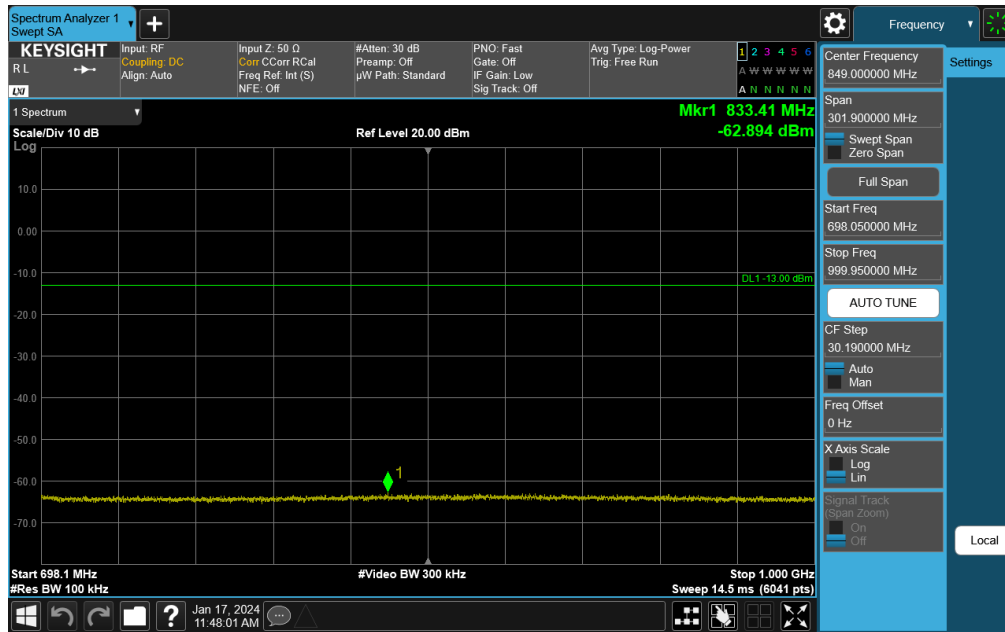 Spectrum Analyzer 1
Swept SA
Frequency
KEYSIGHT
R L
LXI
Input: RF
Coupling: DC
Align: Auto
Input Z: 50 Ω
Corr CCorr RCal
Freq Ref: Int (S)
NFE: Off
#Atten: 30 dB
Preamp: Off
µW Path: Standard
PNO: Fast
Gate: Off
IF Gain: Low
Sig Track: Off
Avg Type: Log-Power
Trig: Free Run
1 2 3 4 5 6
A W W W W W
A N N N N N
1 Spectrum
Scale/Div 10 dB
Log
Ref Level 20.00 dBm
Mkr1 833.41 MHz
-62.894 dBm
10.0
0.00
-10.0
DL1 -13.00 dBm
-20.0
-30.0
-40.0
-50.0
-60.0
-70.0
1
Start 698.1 MHz
#Res BW 100 kHz
#Video BW 300 kHz
Stop 1.000 GHz
Sweep 14.5 ms (6041 pts)
Jan 17, 2024
11:48:01 AM
Center Frequency
849.000000 MHz
Span
301.900000 MHz
Swept Span
Zero Span
Full Span
Start Freq
698.050000 MHz
Stop Freq
999.950000 MHz
AUTO TUNE
CF Step
30.190000 MHz
Auto
Man
Freq Offset
0 Hz
X Axis Scale
Log
Lin
Signal Track
(Span Zoom)
On
Off
Settings
Local